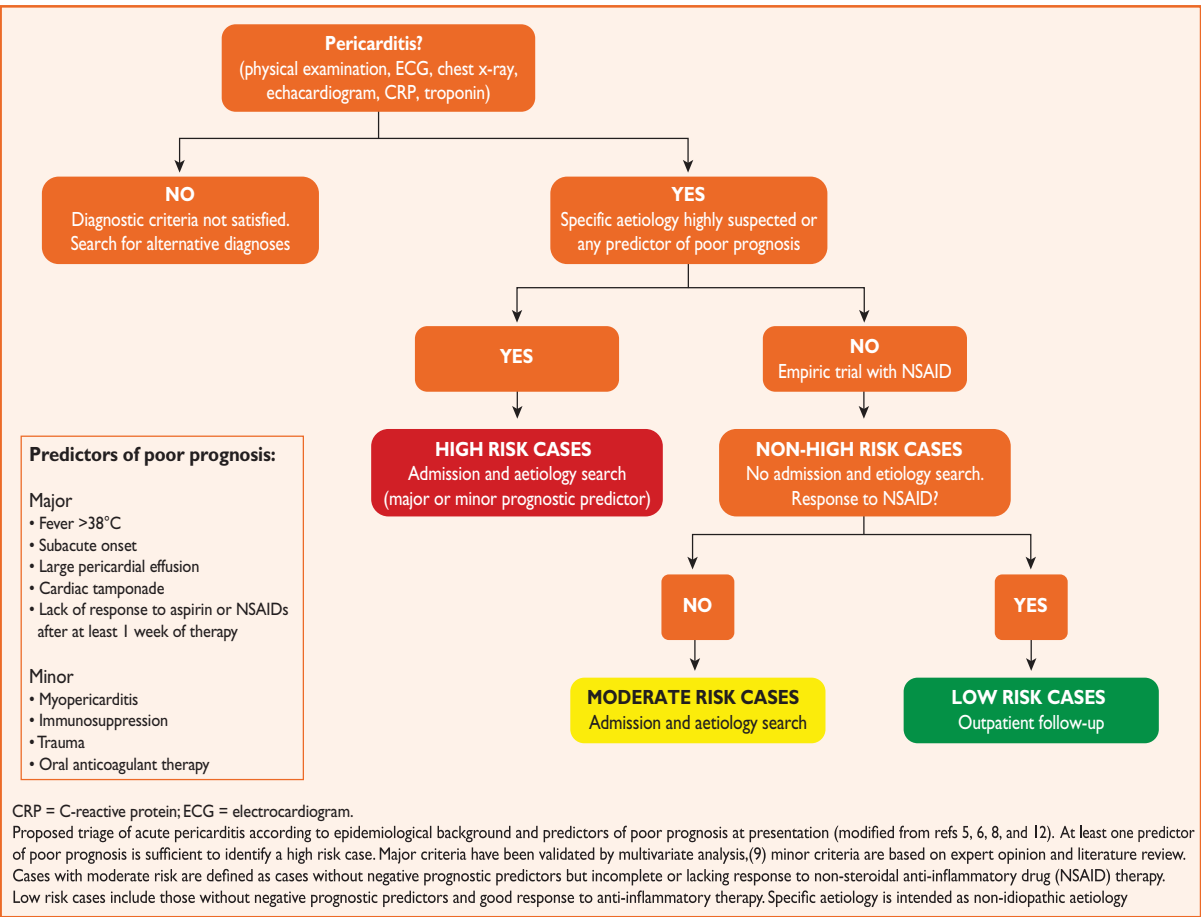 Pericarditis?
(physical examination, ECG, chest x-ray,
echacardiogram, CRP, troponin)
NO
Diagnostic criteria not satisfied.
Search for alternative diagnoses
YES
Specific aetiology highly suspected or
any predictor of poor prognosis
YES
NO
Empiric trial with NSAID
HIGH RISK CASES
Admission and aetiology search
(major or minor prognostic predictor)
NON-HIGH RISK CASES
No admission and etiology search.
Response to NSAID?
NO
YES
MODERATE RISK CASES
Admission and aetiology search
LOW RISK CASES
Outpatient follow-up
Predictors of poor prognosis:
Major
• Fever >38°C
• Subacute onset
• Large pericardial effusion
• Cardiac tamponade
• Lack of response to aspirin or NSAIDs
after at least 1 week of therapy
Minor
• Myopericarditis
• Immunosuppression
• Trauma
• Oral anticoagulant therapy
CRP = C-reactive protein; ECG = electrocardiogram.
Proposed triage of acute pericarditis according to epidemiological background and predictors of poor prognosis at presentation (modified from refs 5, 6, 8, and 12). At least one predictor
of poor prognosis is sufficient to identify a high risk case. Major criteria have been validated by multivariate analysis,(9) minor criteria are based on expert opinion and literature review.
Cases with moderate risk are defined as cases without negative prognostic predictors but incomplete or lacking response to non-steroidal anti-inflammatory drug (NSAID) therapy.
Low risk cases include those without negative prognostic predictors and good response to anti-inflammatory therapy. Specific aetiology is intended as non-idiopathic aetiology